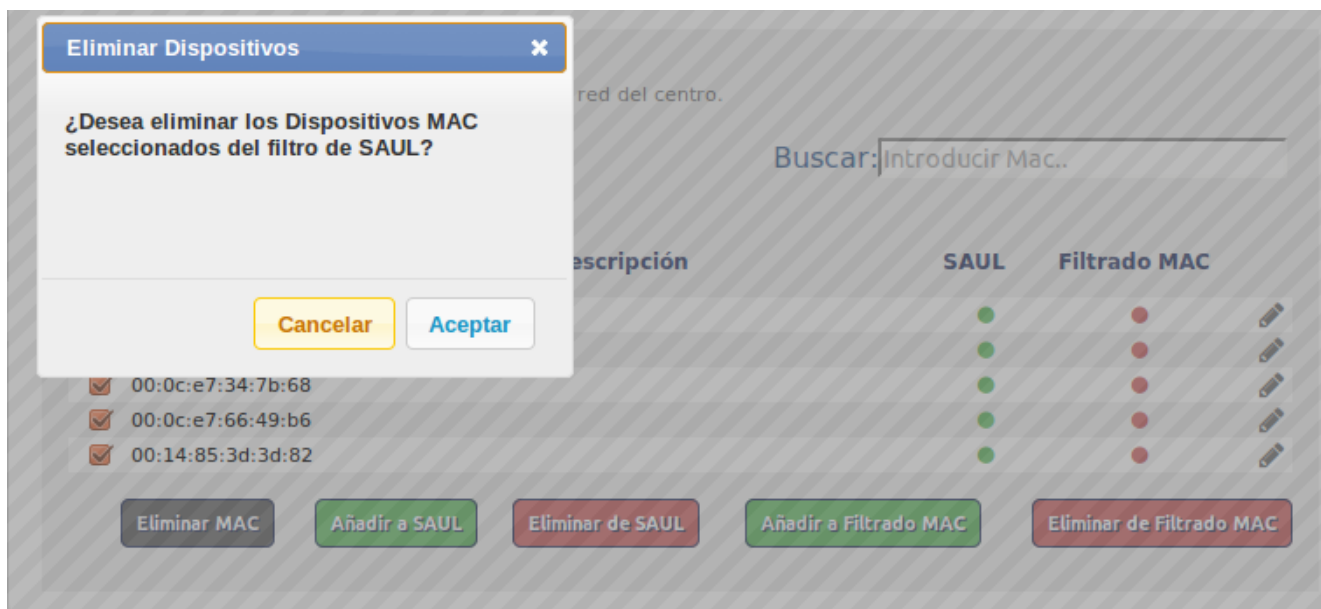 Eliminar Dispositivos
red del centro.
¿Desea eliminar los Dispositivos MAC
seleccionados del filtro de SAUL?
Buscar: Introducir Mac..
escripción SAUL Filtrado MAC
Cancelar Aceptar
00:0c:e7:34:7b:68
00:0c:e7:66:49:b6
00:14:85:3d:3d:82
Eliminar MAC Añadir a SAUL Eliminar de SAUL Añadir a Filtrado MAC Eliminar de Filtrado MAC